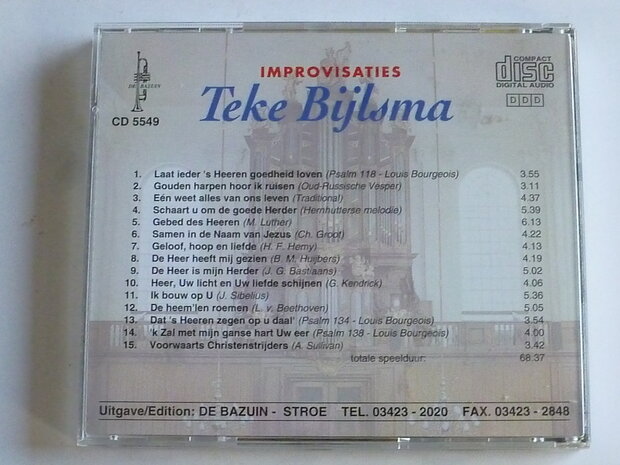 IMPROVISATIES
Teke Bijlsma
DE BAZUIN
CD 5549
COMPACT
disc
DIGITAL AUDIO
DDD
1. Laat ieder 's Heeren goedheid loven (Psalm 118 - Louis Bourgeois) 3.55
2. Gouden harpen hoor ik ruisen (Oud-Russische Vesper) 3.11
3. Eén weet alles van ons leven (Traditional) 4.37
4. Schaart u om de goede Herder (Hernhutterse melodie) 5.39
5. Gebed des Heeren (M. Luther) 6.13
6. Samen in de Naam van Jezus (Ch. Groot) 4.22
7. Geloof, hoop en liefde (H. F. Hemy) 4.13
8. De Heer heeft mij gezien (B. M. Huijbers) 4.19
9. De Heer is mijn Herder (J. G. Bastiaans) 5.02
10. Heer, Uw licht en Uw liefde schijnen (G. Kendrick) 4.06
11. Ik bouw op U (J. Sibelius) 5.36
12. De heem'len roemen (L. v. Beethoven) 5.05
13. Dat 's Heeren zegen op u daal' (Psalm 134 - Louis Bourgeois) 3.54
14. 'k Zal met mijn ganse hart Uw eer (Psalm 138 - Louis Bourgeois) 4.00
15. Voorwaarts Christenstrijders (A. Sullivan) 3.42
totale speelduur: 68.37
Uitgave/Edition: DE BAZUIN - STROE TEL. 03423 - 2020 FAX. 03423 - 2848